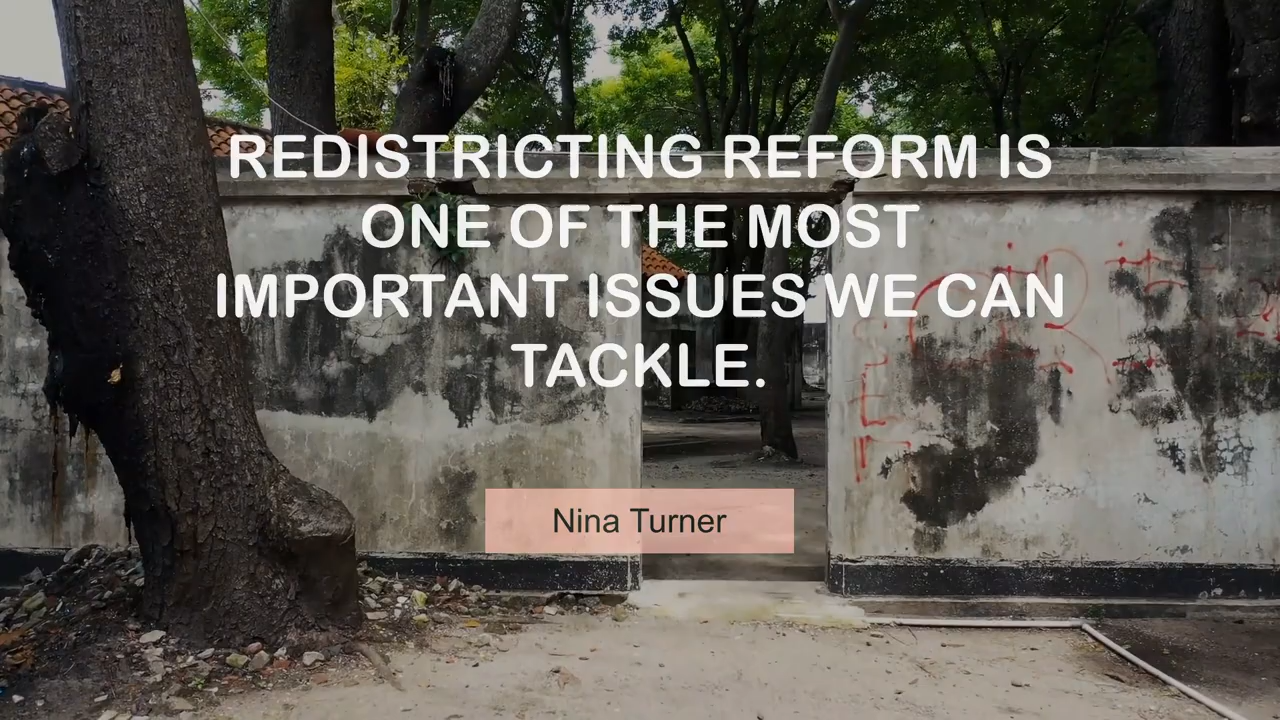 REDISTRICTING REFORM IS
ONE OF THE MOST
IMPORTANT ISSUES WE CAN
TACKLE.
Nina Turner